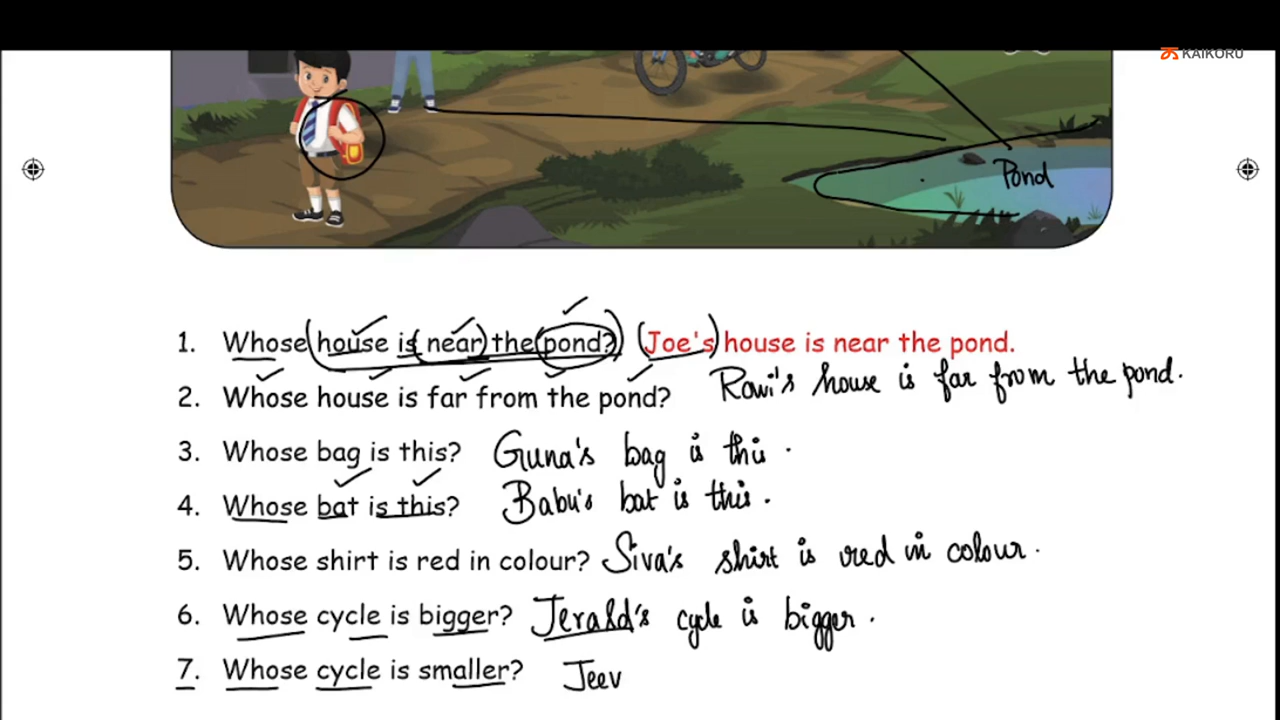 KAIKORU
Pond
1. Whose house is near the pond? Joe's house is near the pond.
2. Whose house is far from the pond? Ravi's house is far from the pond.
3. Whose bag is this? Guna's bag is this.
4. Whose bat is this? Babu's bat is this.
5. Whose shirt is red in colour? Siva's shirt is red in colour.
6. Whose cycle is bigger? Jerald's cycle is bigger.
7. Whose cycle is smaller? Jeev